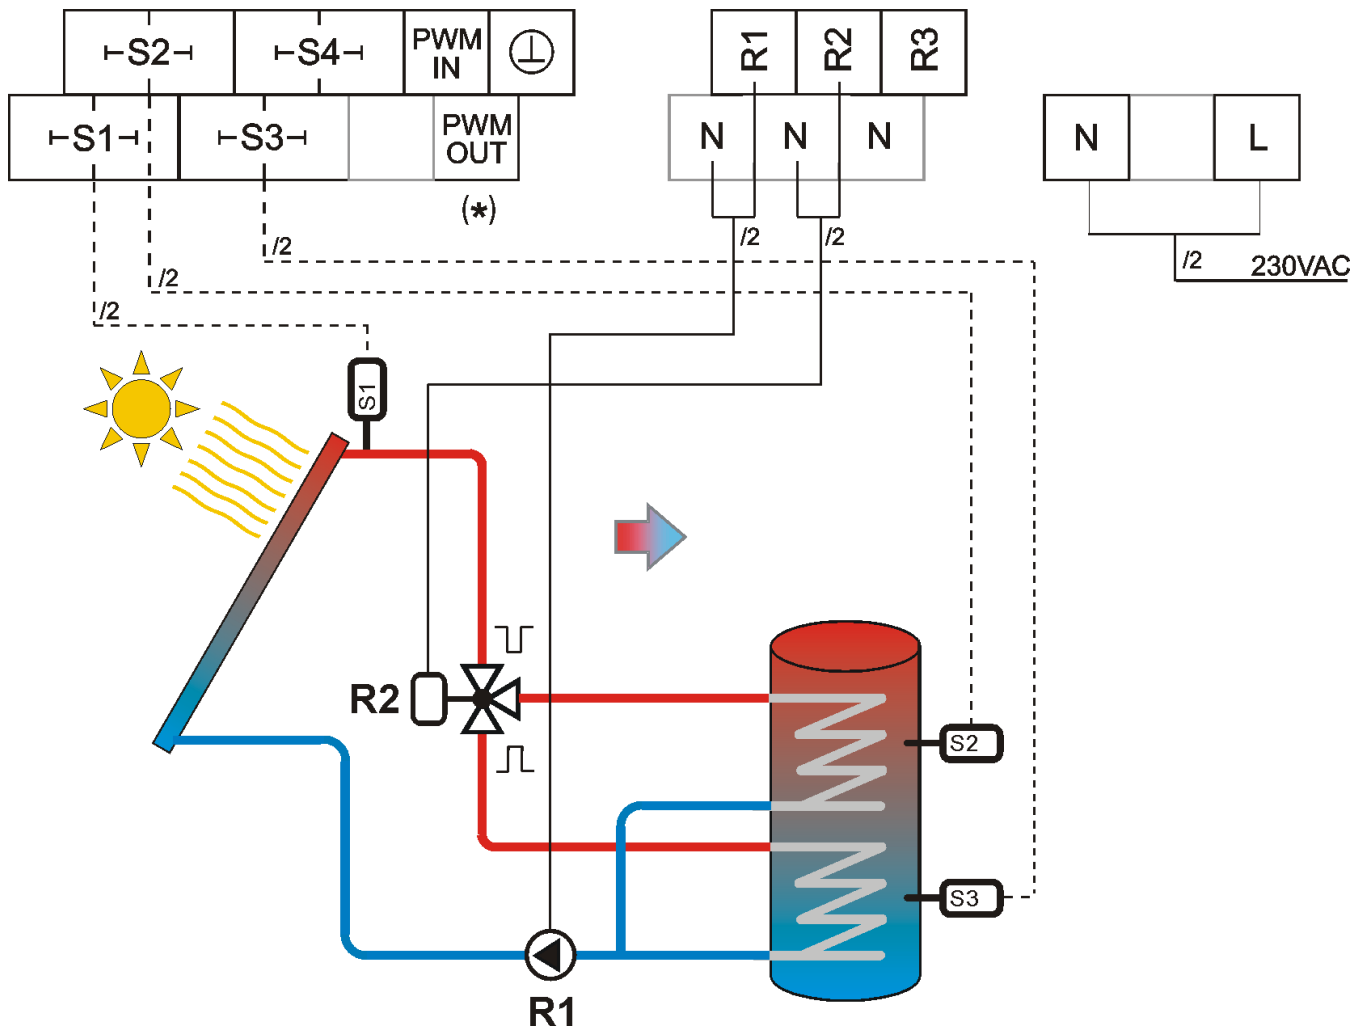 S2 S4 PWM IN R1 R2 R3
S1 S3 PWM OUT N N N N L
(*)
/2 /2 /2 /2
/2 230VAC
/2
/2
S1
R2
S2
S3
R1